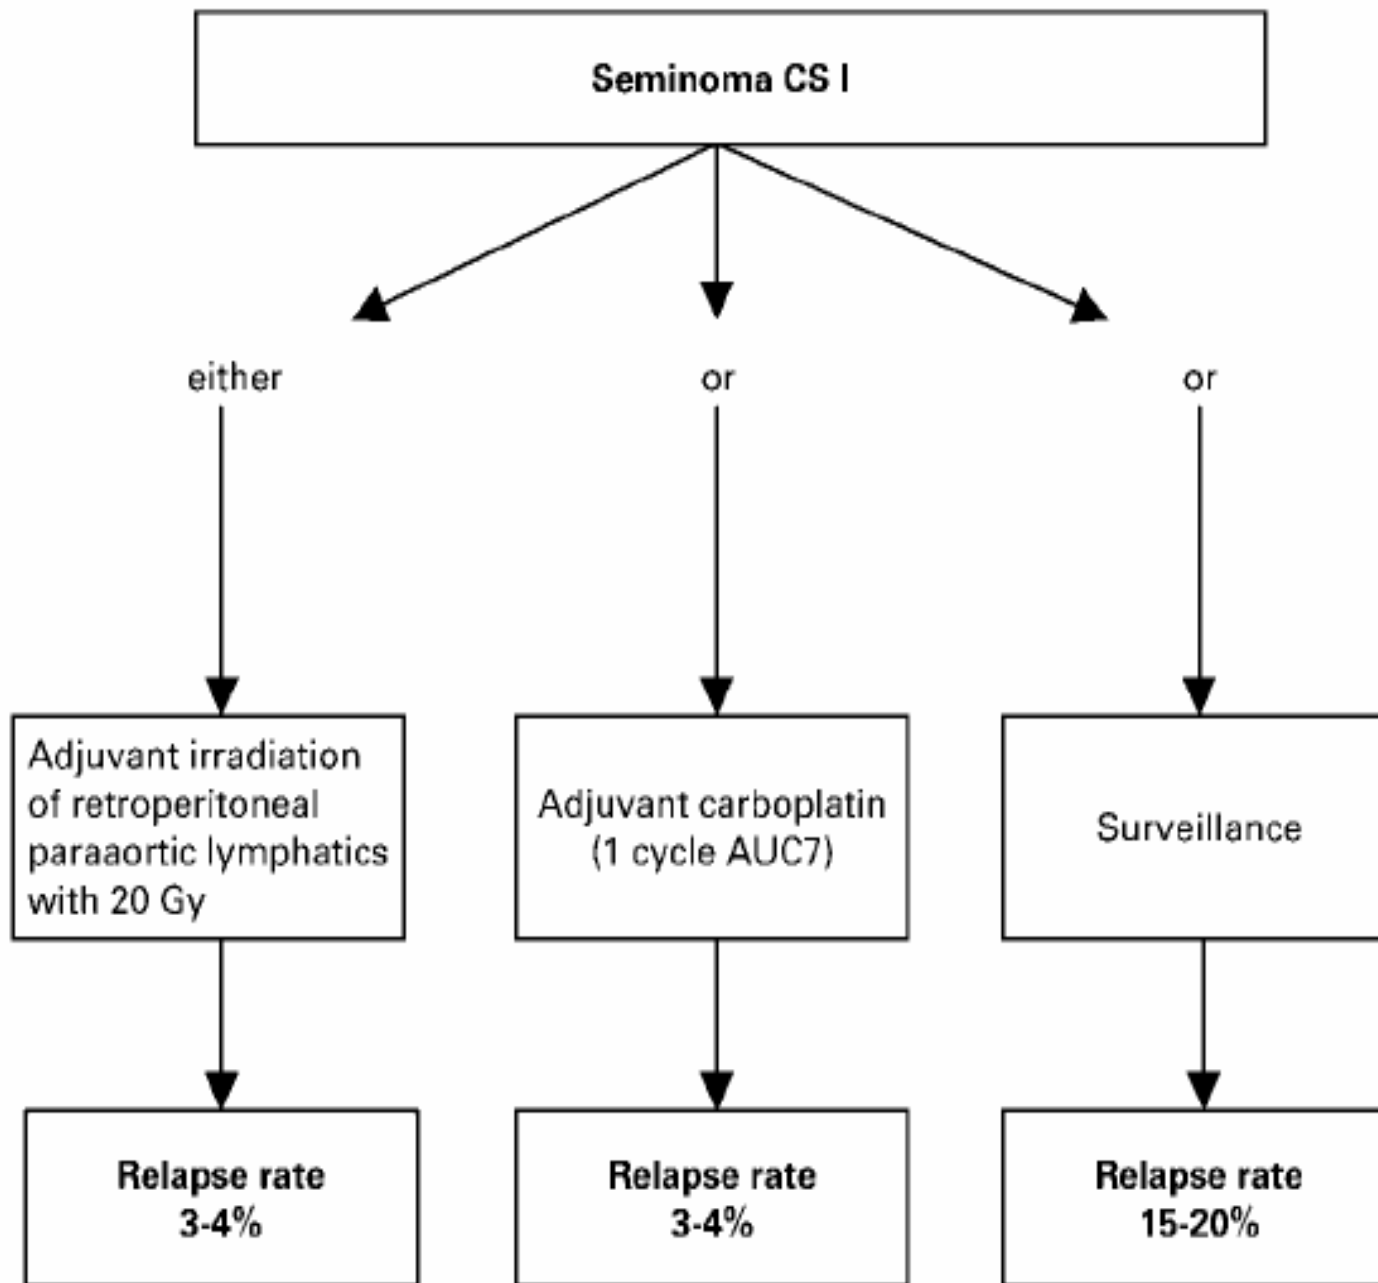 Seminoma CS I
either
or
or
Adjuvant irradiation
of retroperitoneal
paraaortic lymphatics
with 20 Gy
Adjuvant carboplatin
(1 cycle AUC7)
Surveillance
Relapse rate
3-4%
Relapse rate
3-4%
Relapse rate
15-20%